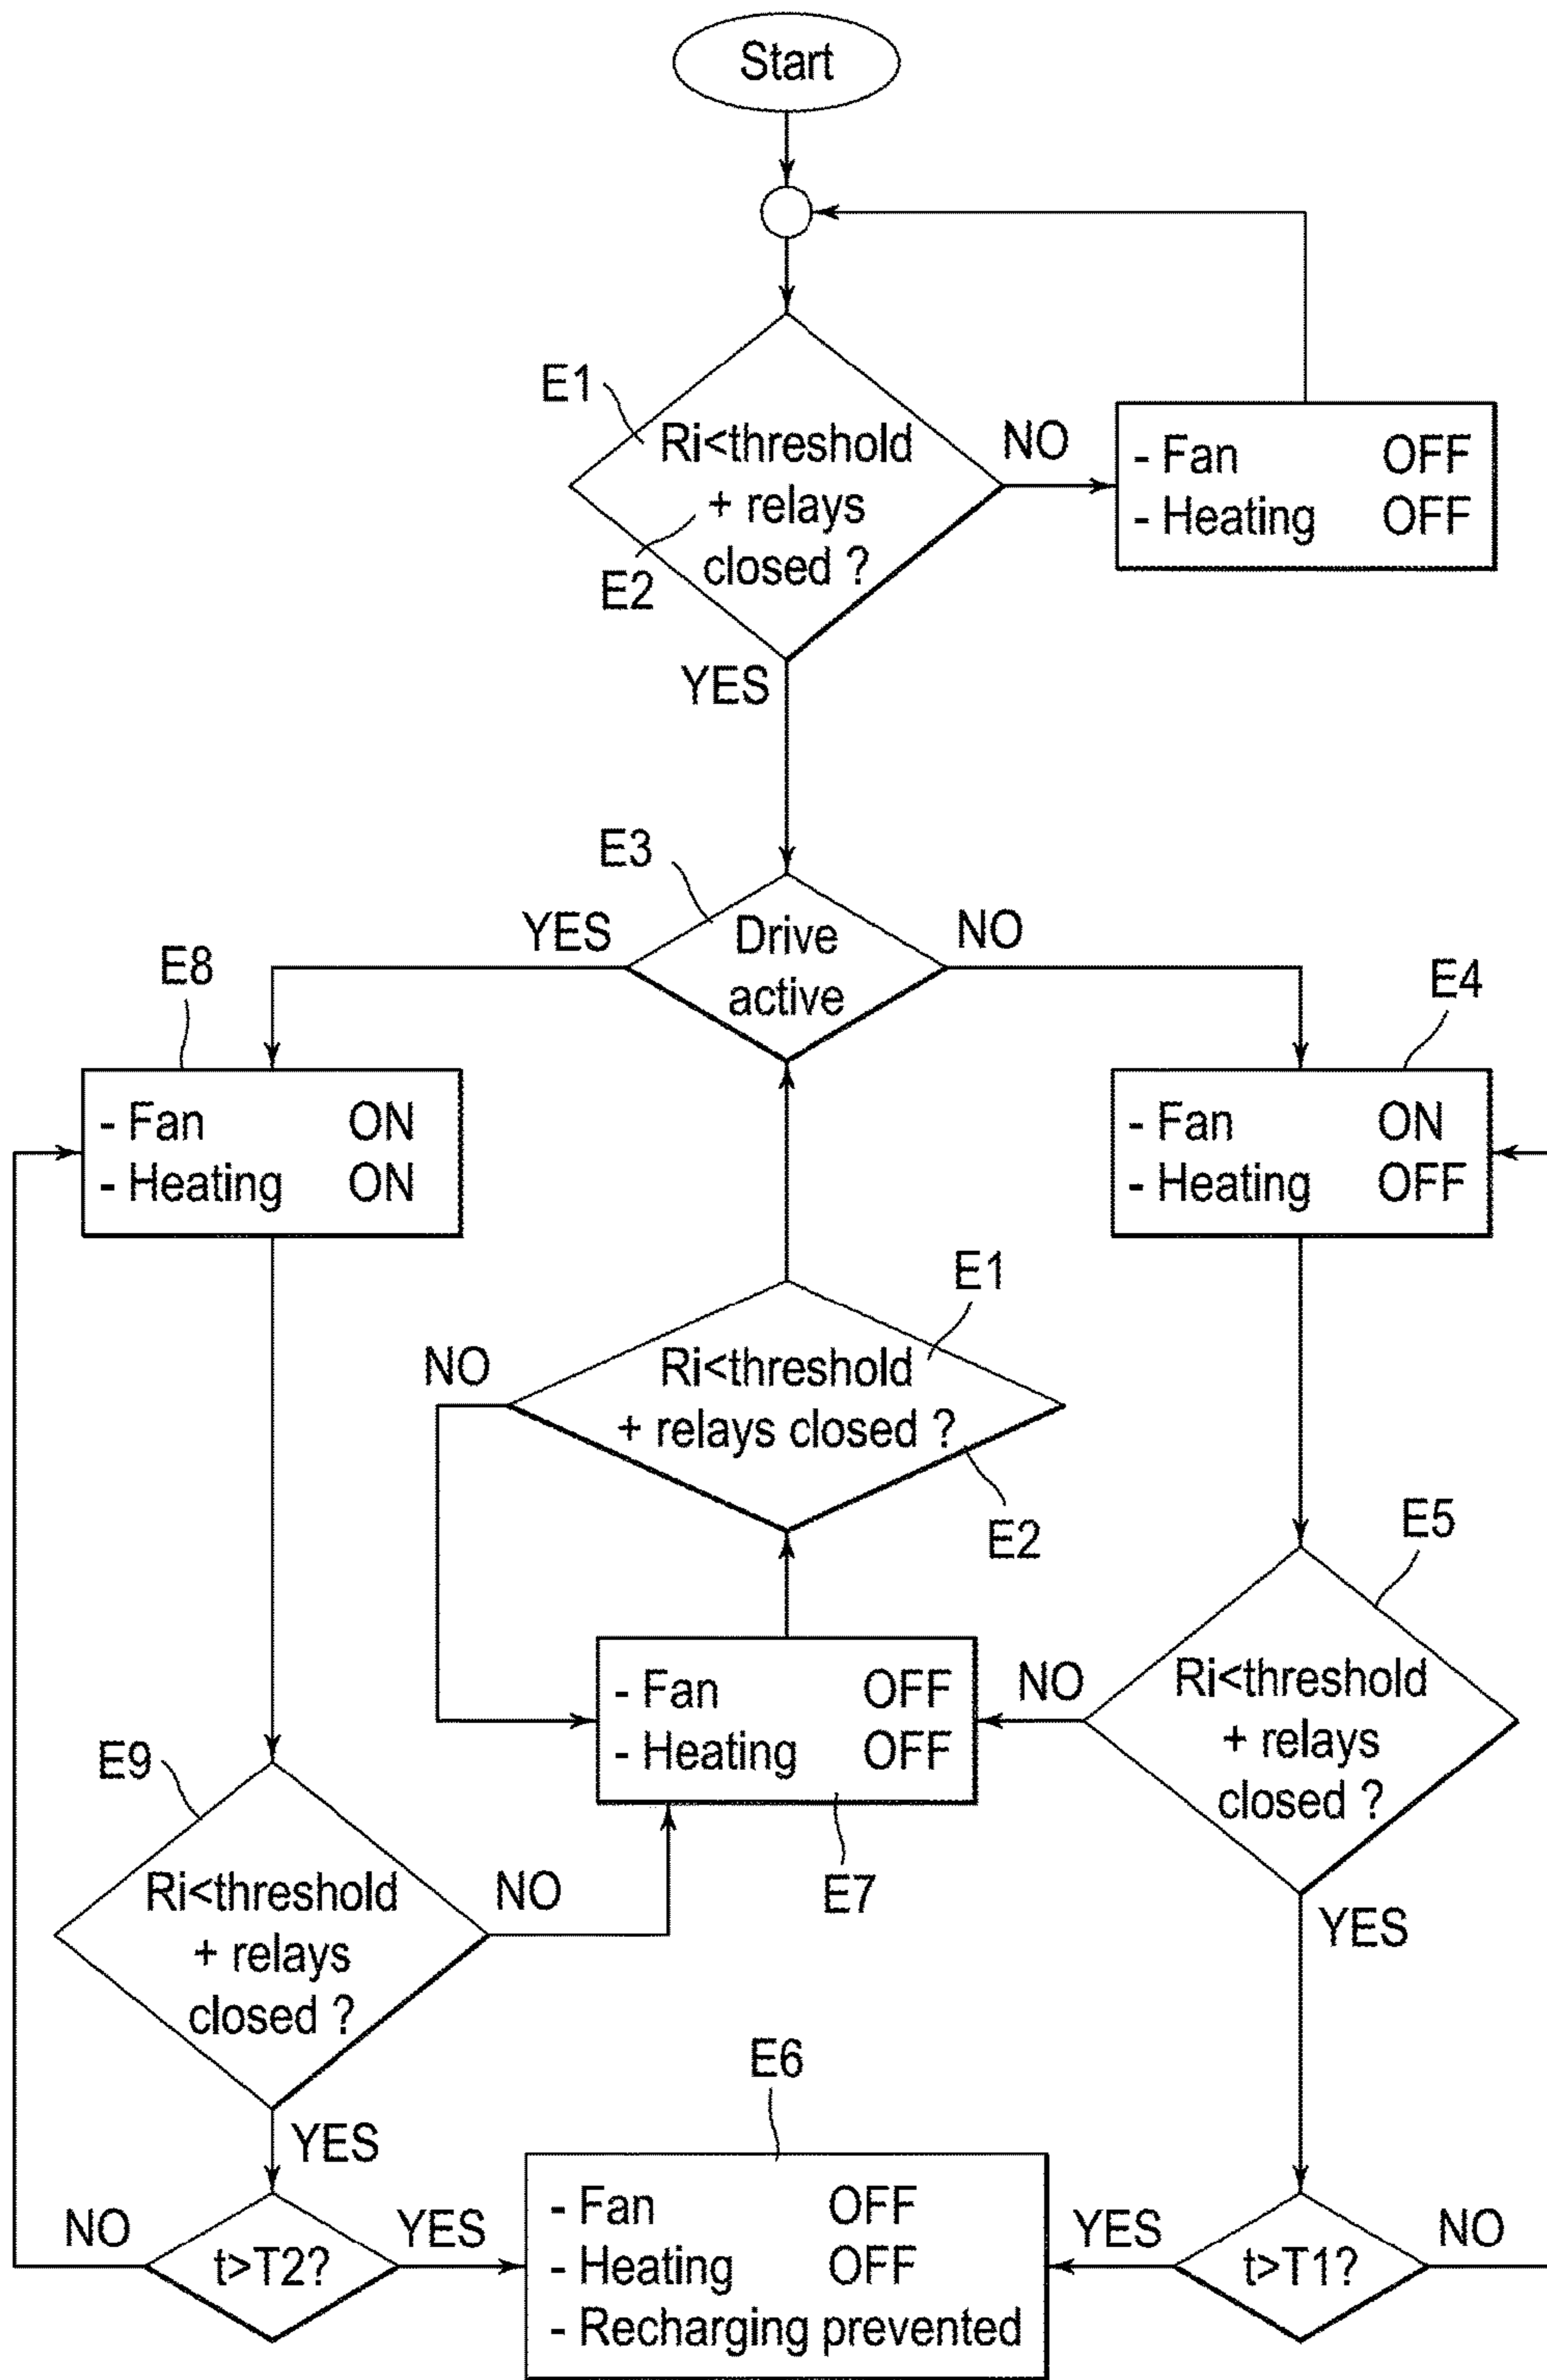 Start
E1
Ri<threshold
+ relays
closed ?
E2
NO
- Fan OFF
- Heating OFF
YES
E3
Drive
active
YES
NO
E8
- Fan ON
- Heating ON
E4
- Fan ON
- Heating OFF
E1
Ri<threshold
+ relays closed ?
E2
NO
E5
Ri<threshold
+ relays
closed ?
NO
- Fan OFF
- Heating OFF
E7
E9
Ri<threshold
+ relays
closed ?
NO
YES
YES
E6
- Fan OFF
- Heating OFF
- Recharging prevented
NO
t>T2?
YES
YES
t>T1?
NO